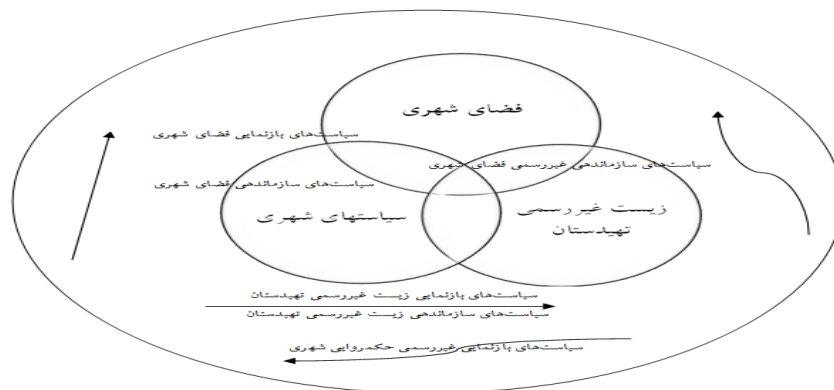 فضای شهری
سیاست‌های بازنمایی فضای شهری
سیاست‌های سازماندهی غیررسمی فضای شهری
سیاست‌های سازماندهی فضای شهری
زیست غیررسمی
تهیدستان
سیاستهای شهری
سیاست‌های بازنمایی زیست غیررسمی تهیدستان
سیاست‌های سازماندهی زیست غیررسمی تهیدستان
سیاست‌های بازنمایی غیررسمی حکمروایی شهری